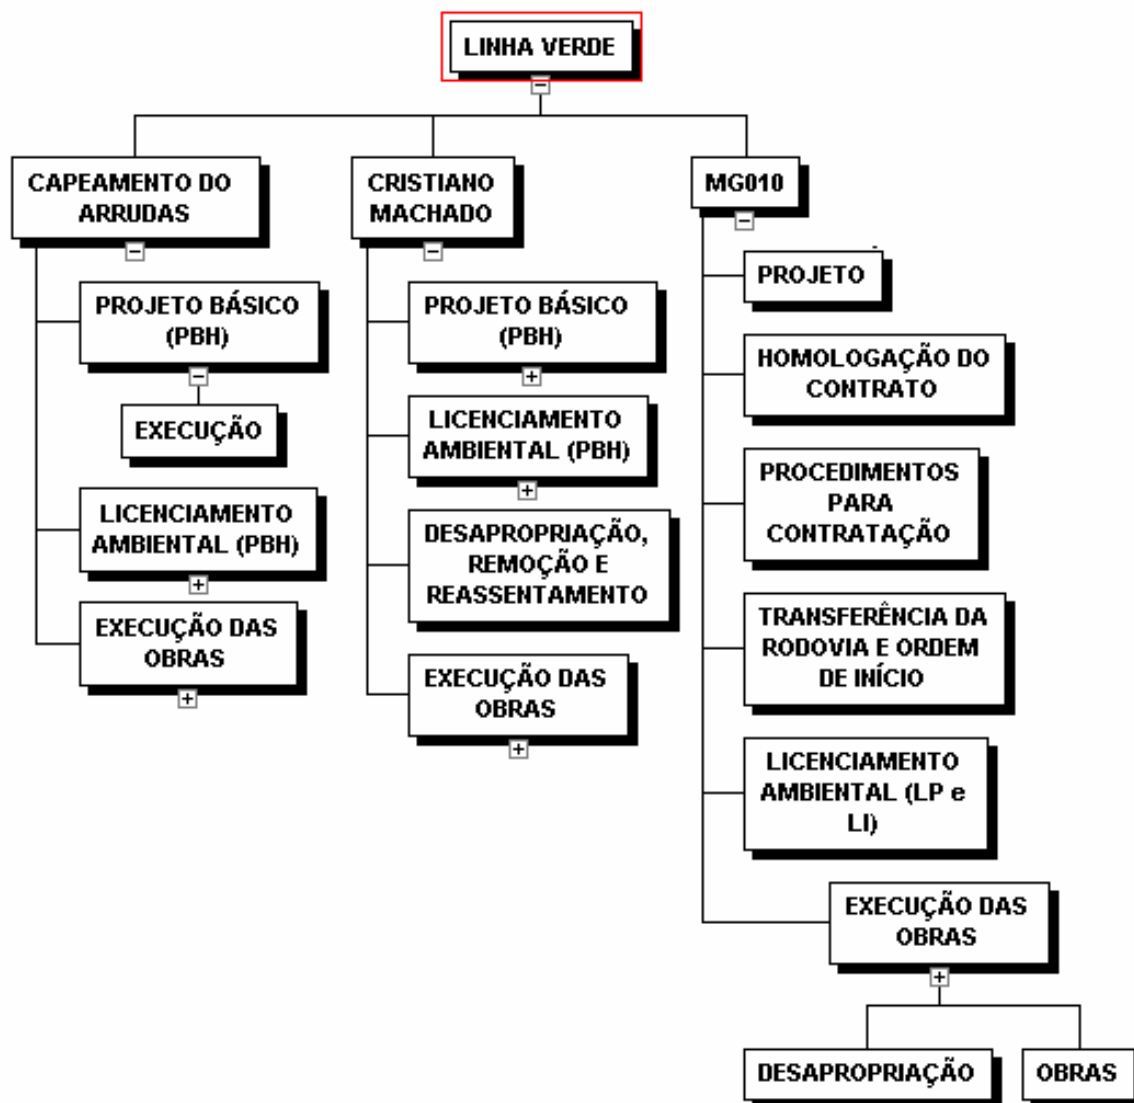 LINHA VERDE
CAPEAMENTO DO
ARRUDAS
PROJETO BÁSICO
(PBH)
EXECUÇÃO
LICENCIAMENTO
AMBIENTAL (PBH)
EXECUÇÃO DAS
OBRAS
CRISTIANO
MACHADO
PROJETO BÁSICO
(PBH)
LICENCIAMENTO
AMBIENTAL (PBH)
DESAPROPRIAÇÃO,
REMOÇÃO E
REASSENTAMENTO
EXECUÇÃO DAS
OBRAS
MG010
PROJETO
HOMOLOGAÇÃO DO
CONTRATO
PROCEDIMENTOS
PARA
CONTRATAÇÃO
TRANSFERÊNCIA DA
RODOVIA E ORDEM
DE INÍCIO
LICENCIAMENTO
AMBIENTAL (LP e
LI)
EXECUÇÃO DAS
OBRAS
DESAPROPRIAÇÃO
OBRAS